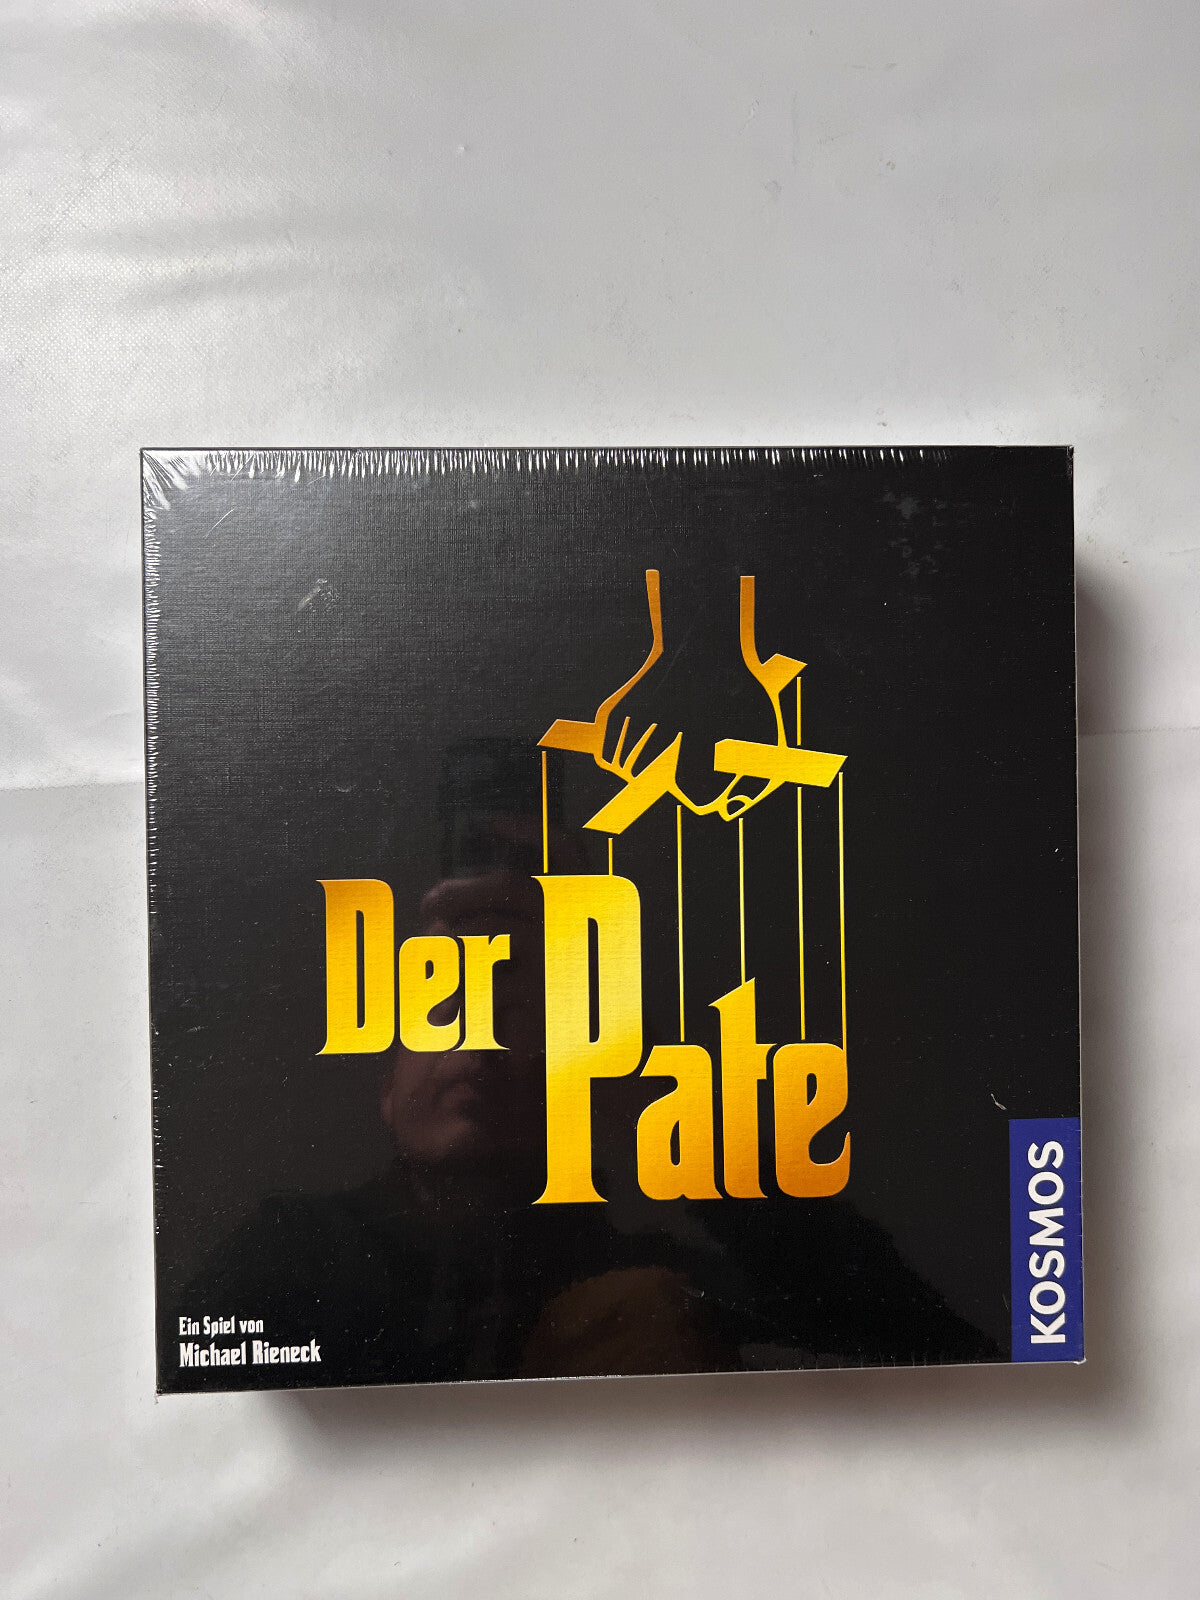 Der Pate
Ein Spiel von
Michael Rieneck
KOSMOS